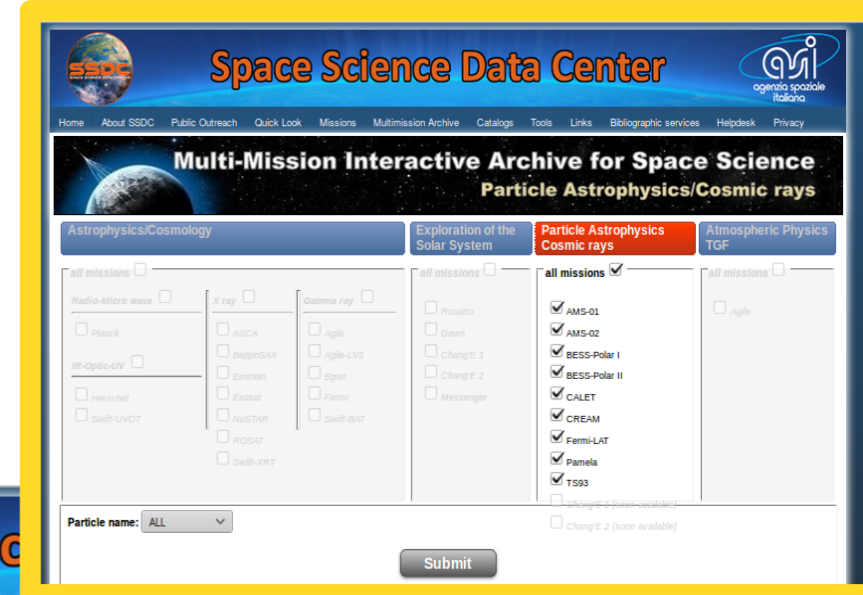 SSDC
Space Science Data Center
asi
agenzia spaziale
italiana
Home About SSDC Public Outreach Quick Look Missions Multimission Archive Catalogs Tools Links Bibliographic services Helpdesk Privacy
Multi-Mission Interactive Archive for Space Science
Particle Astrophysics/Cosmic rays
Astrophysics/Cosmology
Exploration of the
Solar System
Particle Astrophysics
Cosmic rays
Atmospheric Physics
TGF
all missions
Radio-Micro wave
Planck
IR-Optic-UV
Herschel
Swift-UVOT
X ray
ASCA
BeppoSAX
Einstein
Exosat
NuSTAR
ROSAT
Swift-XRT
Gamma ray
Agile
Agile-LV3
Egret
Fermi
Swift-BAT
all missions
Rosetta
Dawn
Chang'E 1
Chang'E 2
Messenger
all missions
AMS-01
AMS-02
BESS-Polar I
BESS-Polar II
CALET
CREAM
Fermi-LAT
Pamela
TS93
Chang'E 1 (soon available)
Chang'E 2 (soon available)
all missions
Agile
Particle name: ALL
Submit